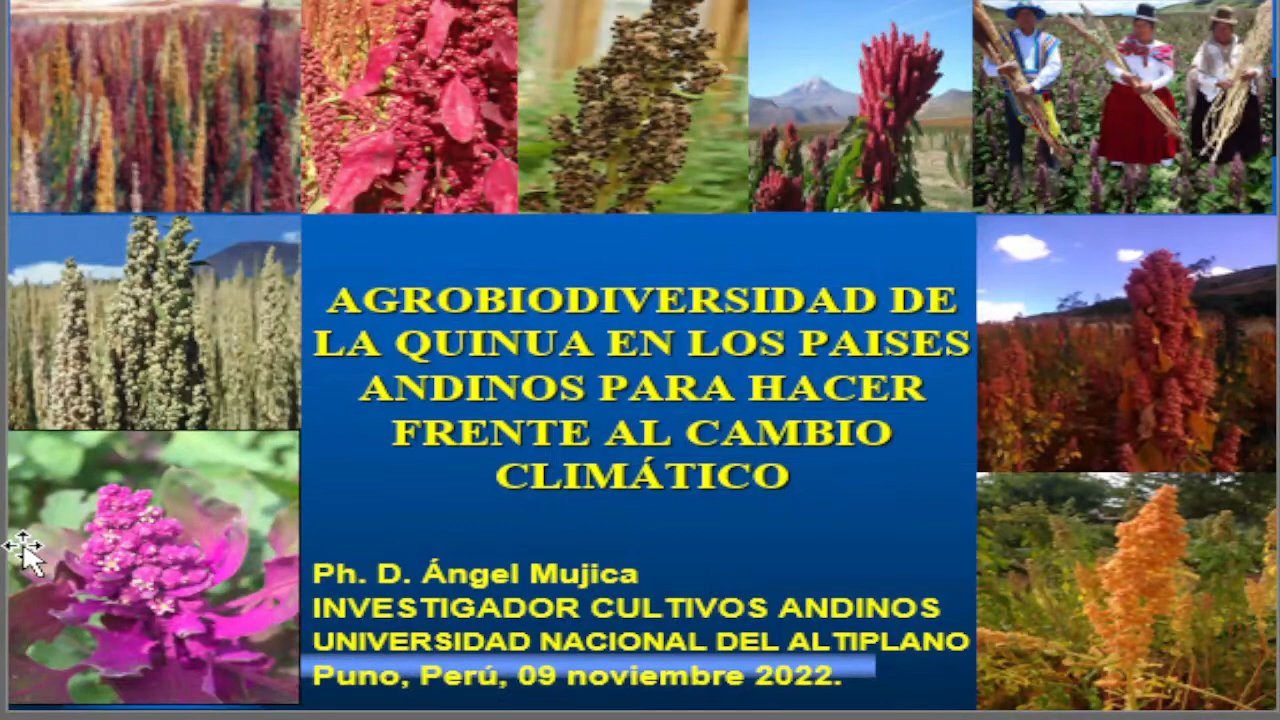 AGROBIODIVERSIDAD DE
LA QUINUA EN LOS PAISES
ANDINOS PARA HACER
FRENTE AL CAMBIO
CLIMÁTICO
Ph. D. Ángel Mujica
INVESTIGADOR CULTIVOS ANDINOS
UNIVERSIDAD NACIONAL DEL ALTIPLANO
Puno, Perú, 09 noviembre 2022.